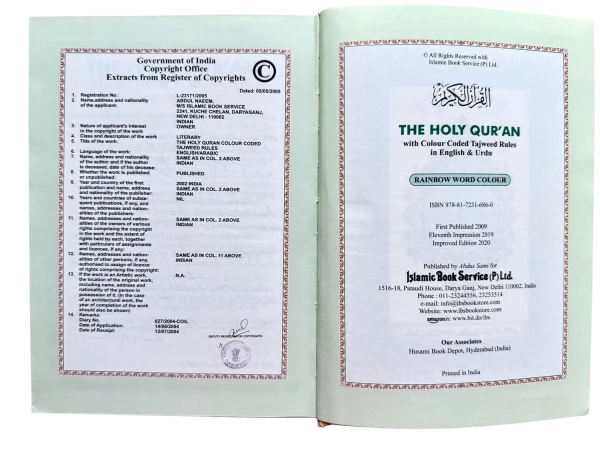 Government of India
Copyright Office
Extracts from Register of Copyrights
©
Dated: 05/05/2005
1. Registration No: L-23171/2005
2. Name, address and nationality of the applicant. ABDUL NAEEM,
M/S ISLAMIC BOOK SERVICE
2241, KUCHE CHELAN, DARYAGANJ,
NEW DELHI - 110002
INDIAN
3. Nature of applicant's interest in the copyright of the work OWNER
4. Class and description of the work LITERARY
5. Title of the work: THE HOLY QURAN COLOUR CODED
TAJWEED RULES
6. Language of the work: ENGLISH/ARABIC
7. Name, address and nationality SAME AS IN COL. 2 ABOVE
of the author and if the author INDIAN
is deceased, date of his decease:
8. Whether the work is published PUBLISHED
or unpublished:
9. Year and country of the first 2002 INDIA
publication and name, address SAME AS IN COL. 2 ABOVE
and nationality of the publisher: INDIAN
10. Years and countries of subse- NIL
quent publications, if any, and
names, addresses and nation-
alities of the publishers:
11. Names, addresses and nation- SAME AS IN COL. 2 ABOVE
alities of the owners of various INDIAN
rights comprising the copyright
in the work and the extent of
rights held by each, together
with particulars of assignments
and licences, if any:
12. Names, addresses and nation- SAME AS COL. 11 ABOVE
alities of other persons, if any, INDIAN
authorised to assign of licence
of rights comprising the copyright:
13. If the work is an Artistic work, N.A.
the location of the original work,
including name, address and
nationality of the person in
possession of it. (in the case
of an architectural work, the
year of completion of the work
should also be shown)
14. Remarks:
Diary No. 627/2004-COIL
Date of Application: 14/06/2004
Date of Receipt: 13/07/2004
DEPUTY REGISTRAR OF COPYRIGHTS
© All Rights Reserved with
Islamic Book Service (P) Ltd.
القرآن الكريم
THE HOLY QUR'AN
with Colour Coded Tajweed Rules
in English & Urdu
RAINBOW WORD COLOUR
ISBN 978-81-7231-686-0
First Published 2009
Eleventh Impression 2019
Improved Edition 2020
Published by Abdus Sami for
Islamic Book Service (P) Ltd.
1516-18, Pataudi House, Darya Ganj, New Delhi 110002, India
Phone : 011-23244556, 23253514
e-mail: info@ibsbookstore.com
Website: www.ibsbookstore.com
amazon: www.bit.do/ibs
Our Associates
Husami Book Depot, Hyderabad (India)
Printed in India